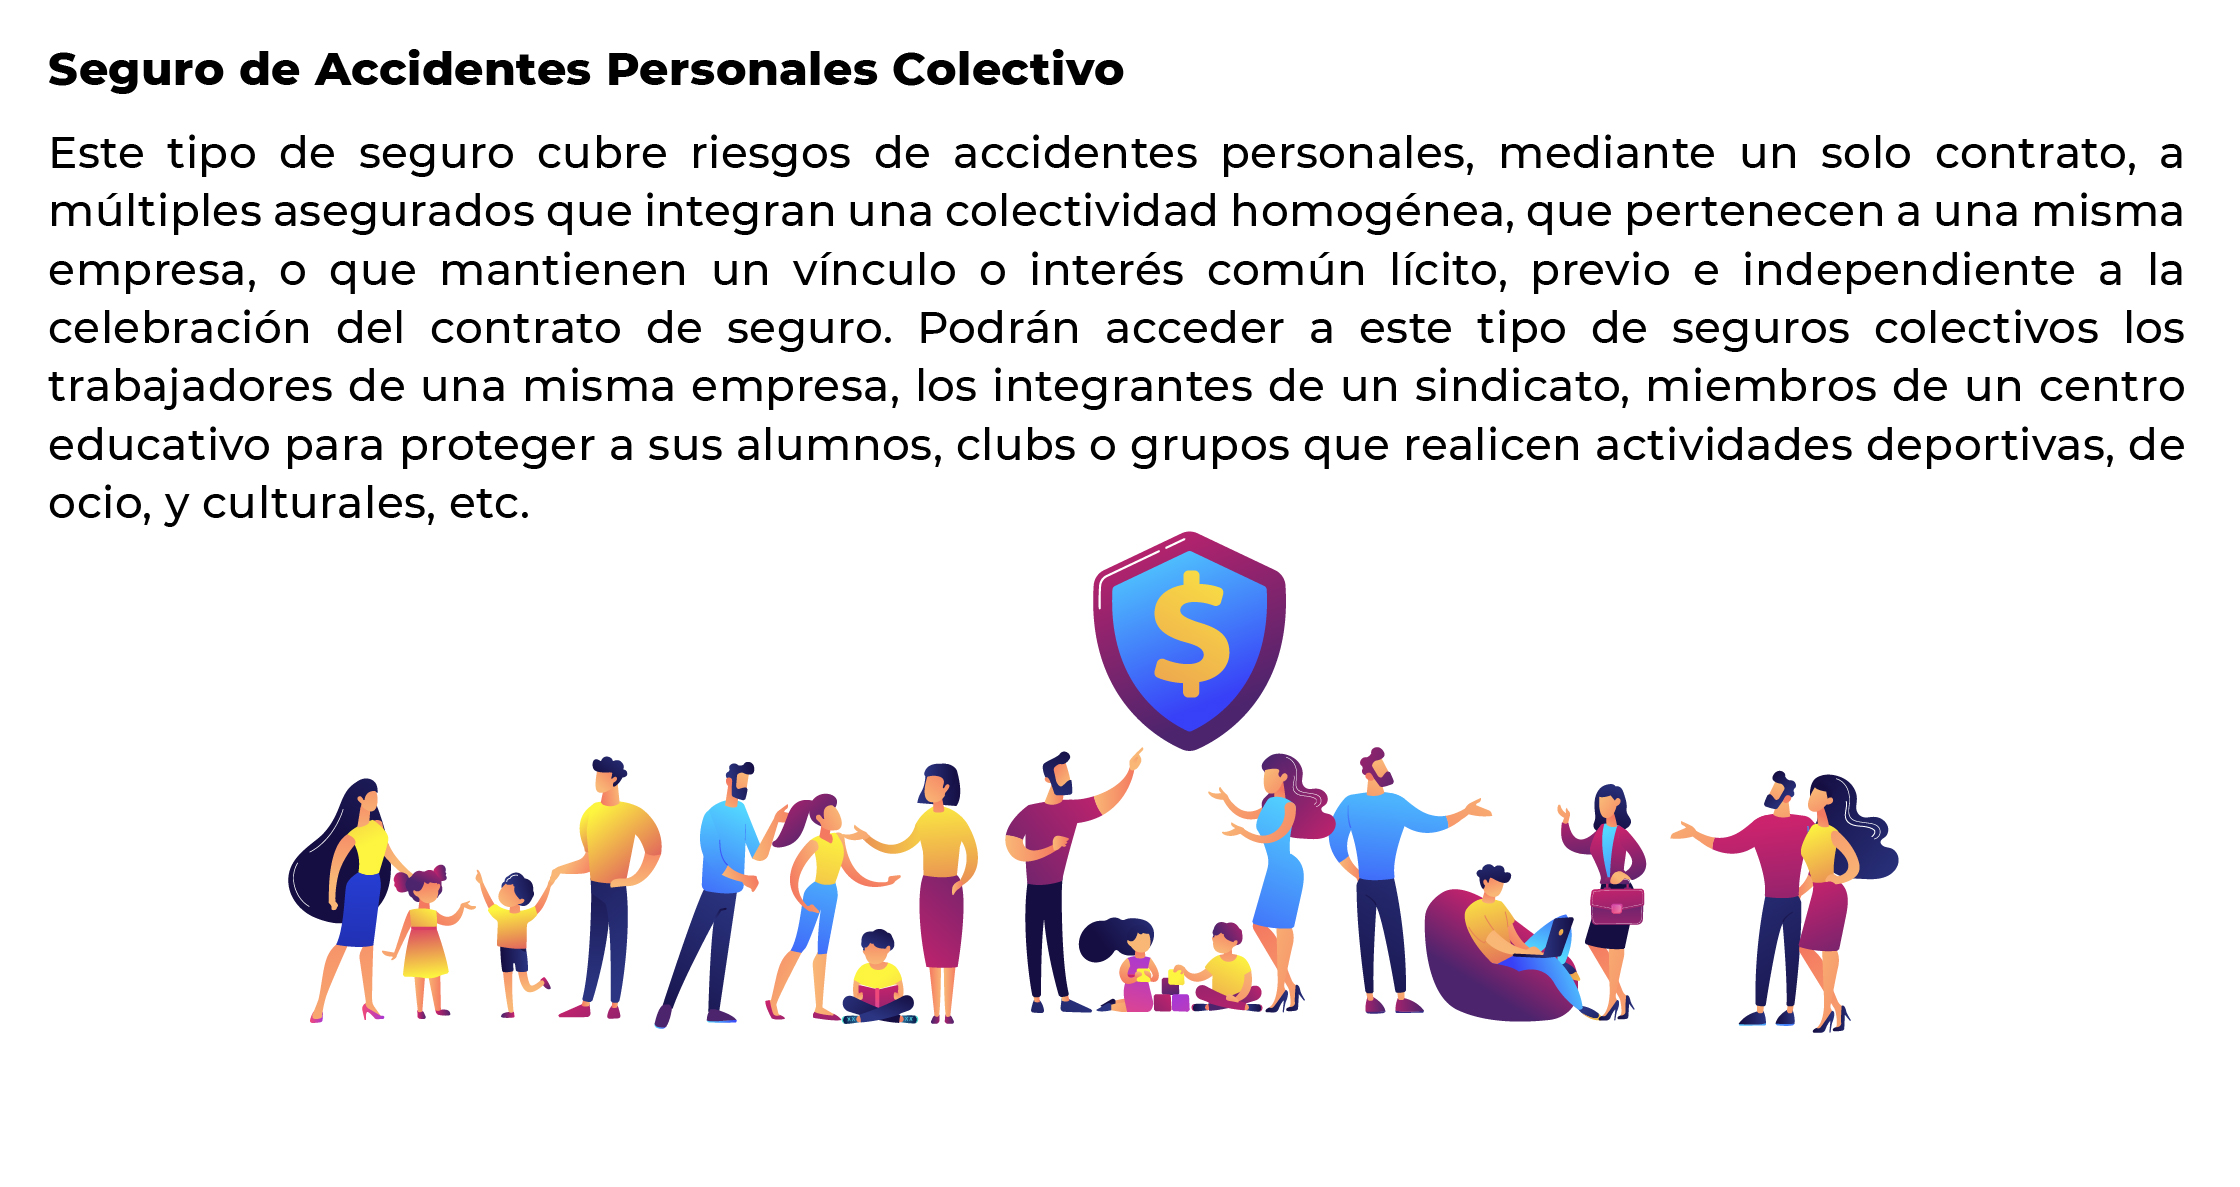 Seguro de Accidentes Personales Colectivo
Este tipo de seguro cubre riesgos de accidentes personales, mediante un solo contrato, a
múltiples asegurados que integran una colectividad homogénea, que pertenecen a una misma
empresa, o que mantienen un vínculo o interés común lícito, previo e independiente a la
celebración del contrato de seguro. Podrán acceder a este tipo de seguros colectivos los
trabajadores de una misma empresa, los integrantes de un sindicato, miembros de un centro
educativo para proteger a sus alumnos, clubs o grupos que realicen actividades deportivas, de
ocio, y culturales, etc.
$